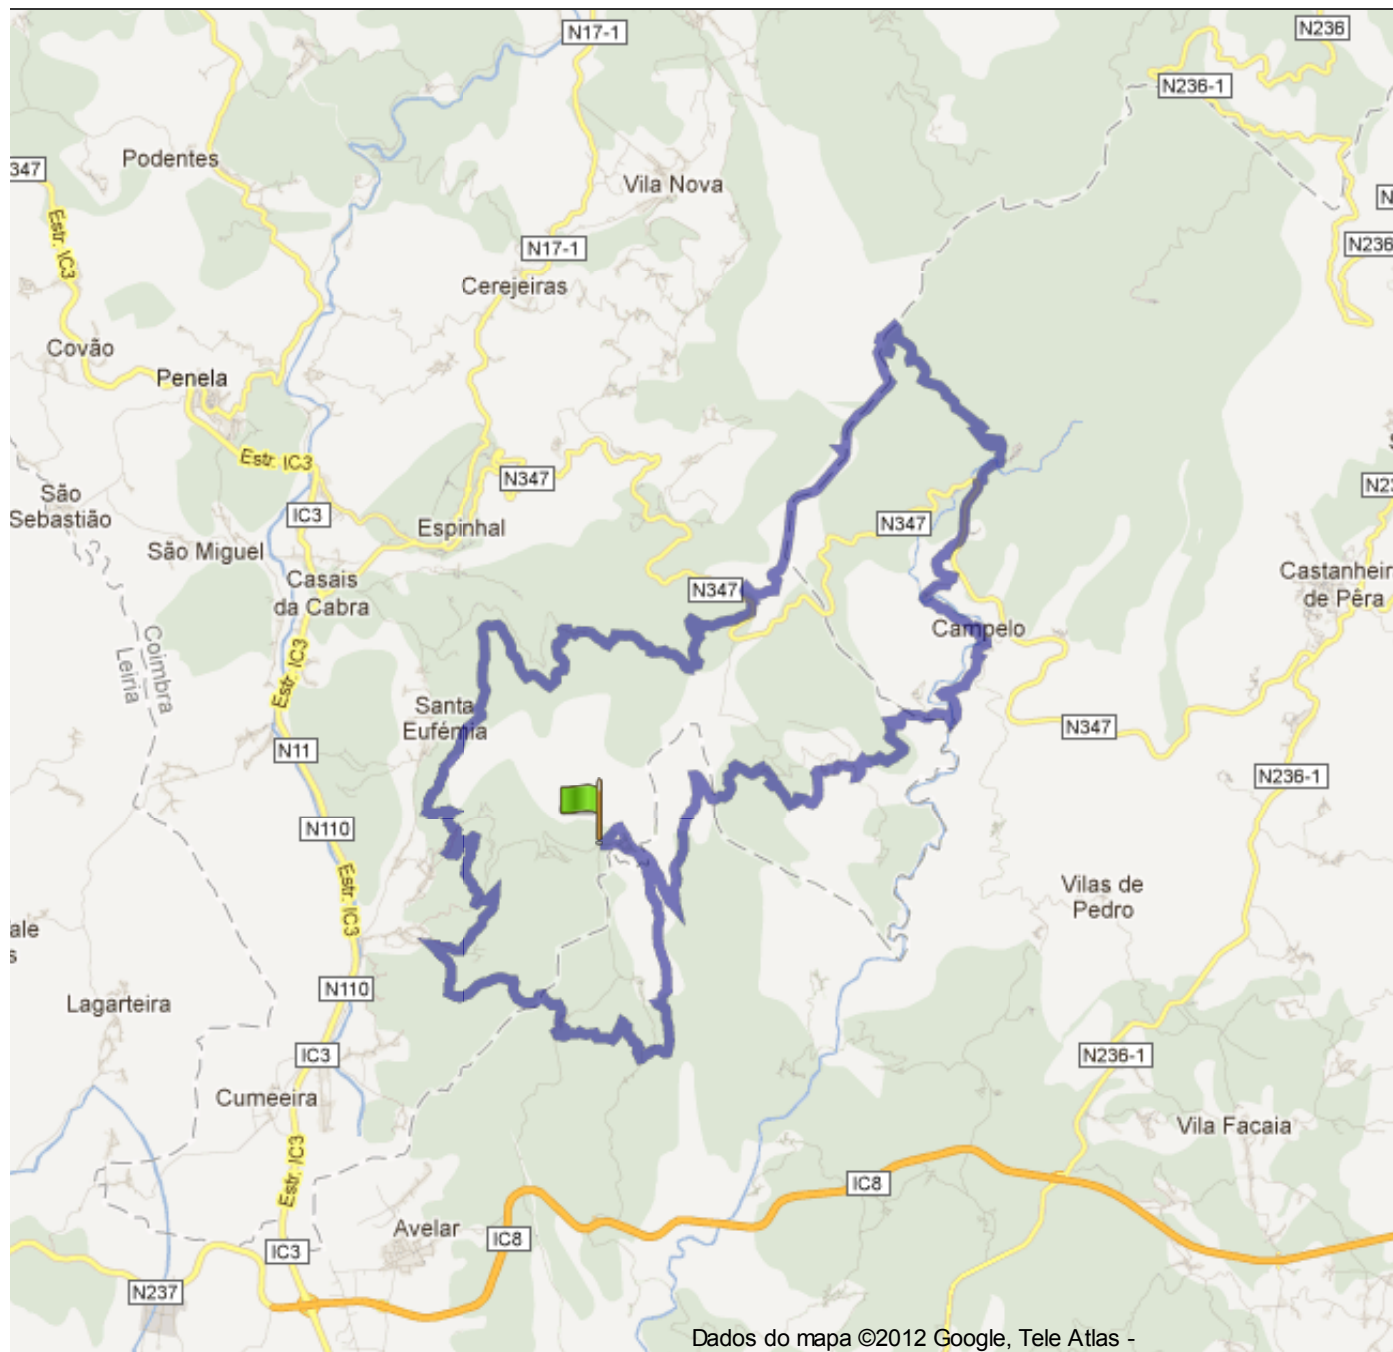 N17-1
N236
N236-1
Podentes
347
Vila Nova
N
Estr. IC3
N17-1
N236
Cerejeiras
Covão
Penela
Estr. IC3
N347
São
Sebastião
IC3
N347
Espinhal
São Miguel
Casais
da Cabra
N347
Castanheir
de Pêra
Campelo
Coimbra
Leiria
Estr. IC3
Santa
Eufémia
N347
N11
N236-1
N110
Estr. IC3
Vilas de
Pedro
ale
s
N110
Lagarteira
IC3
N236-1
Cumeeira
Vila Facaia
Estr. IC3
IC8
Avelar
IC8
IC3
N237
Dados do mapa ©2012 Google, Tele Atlas -